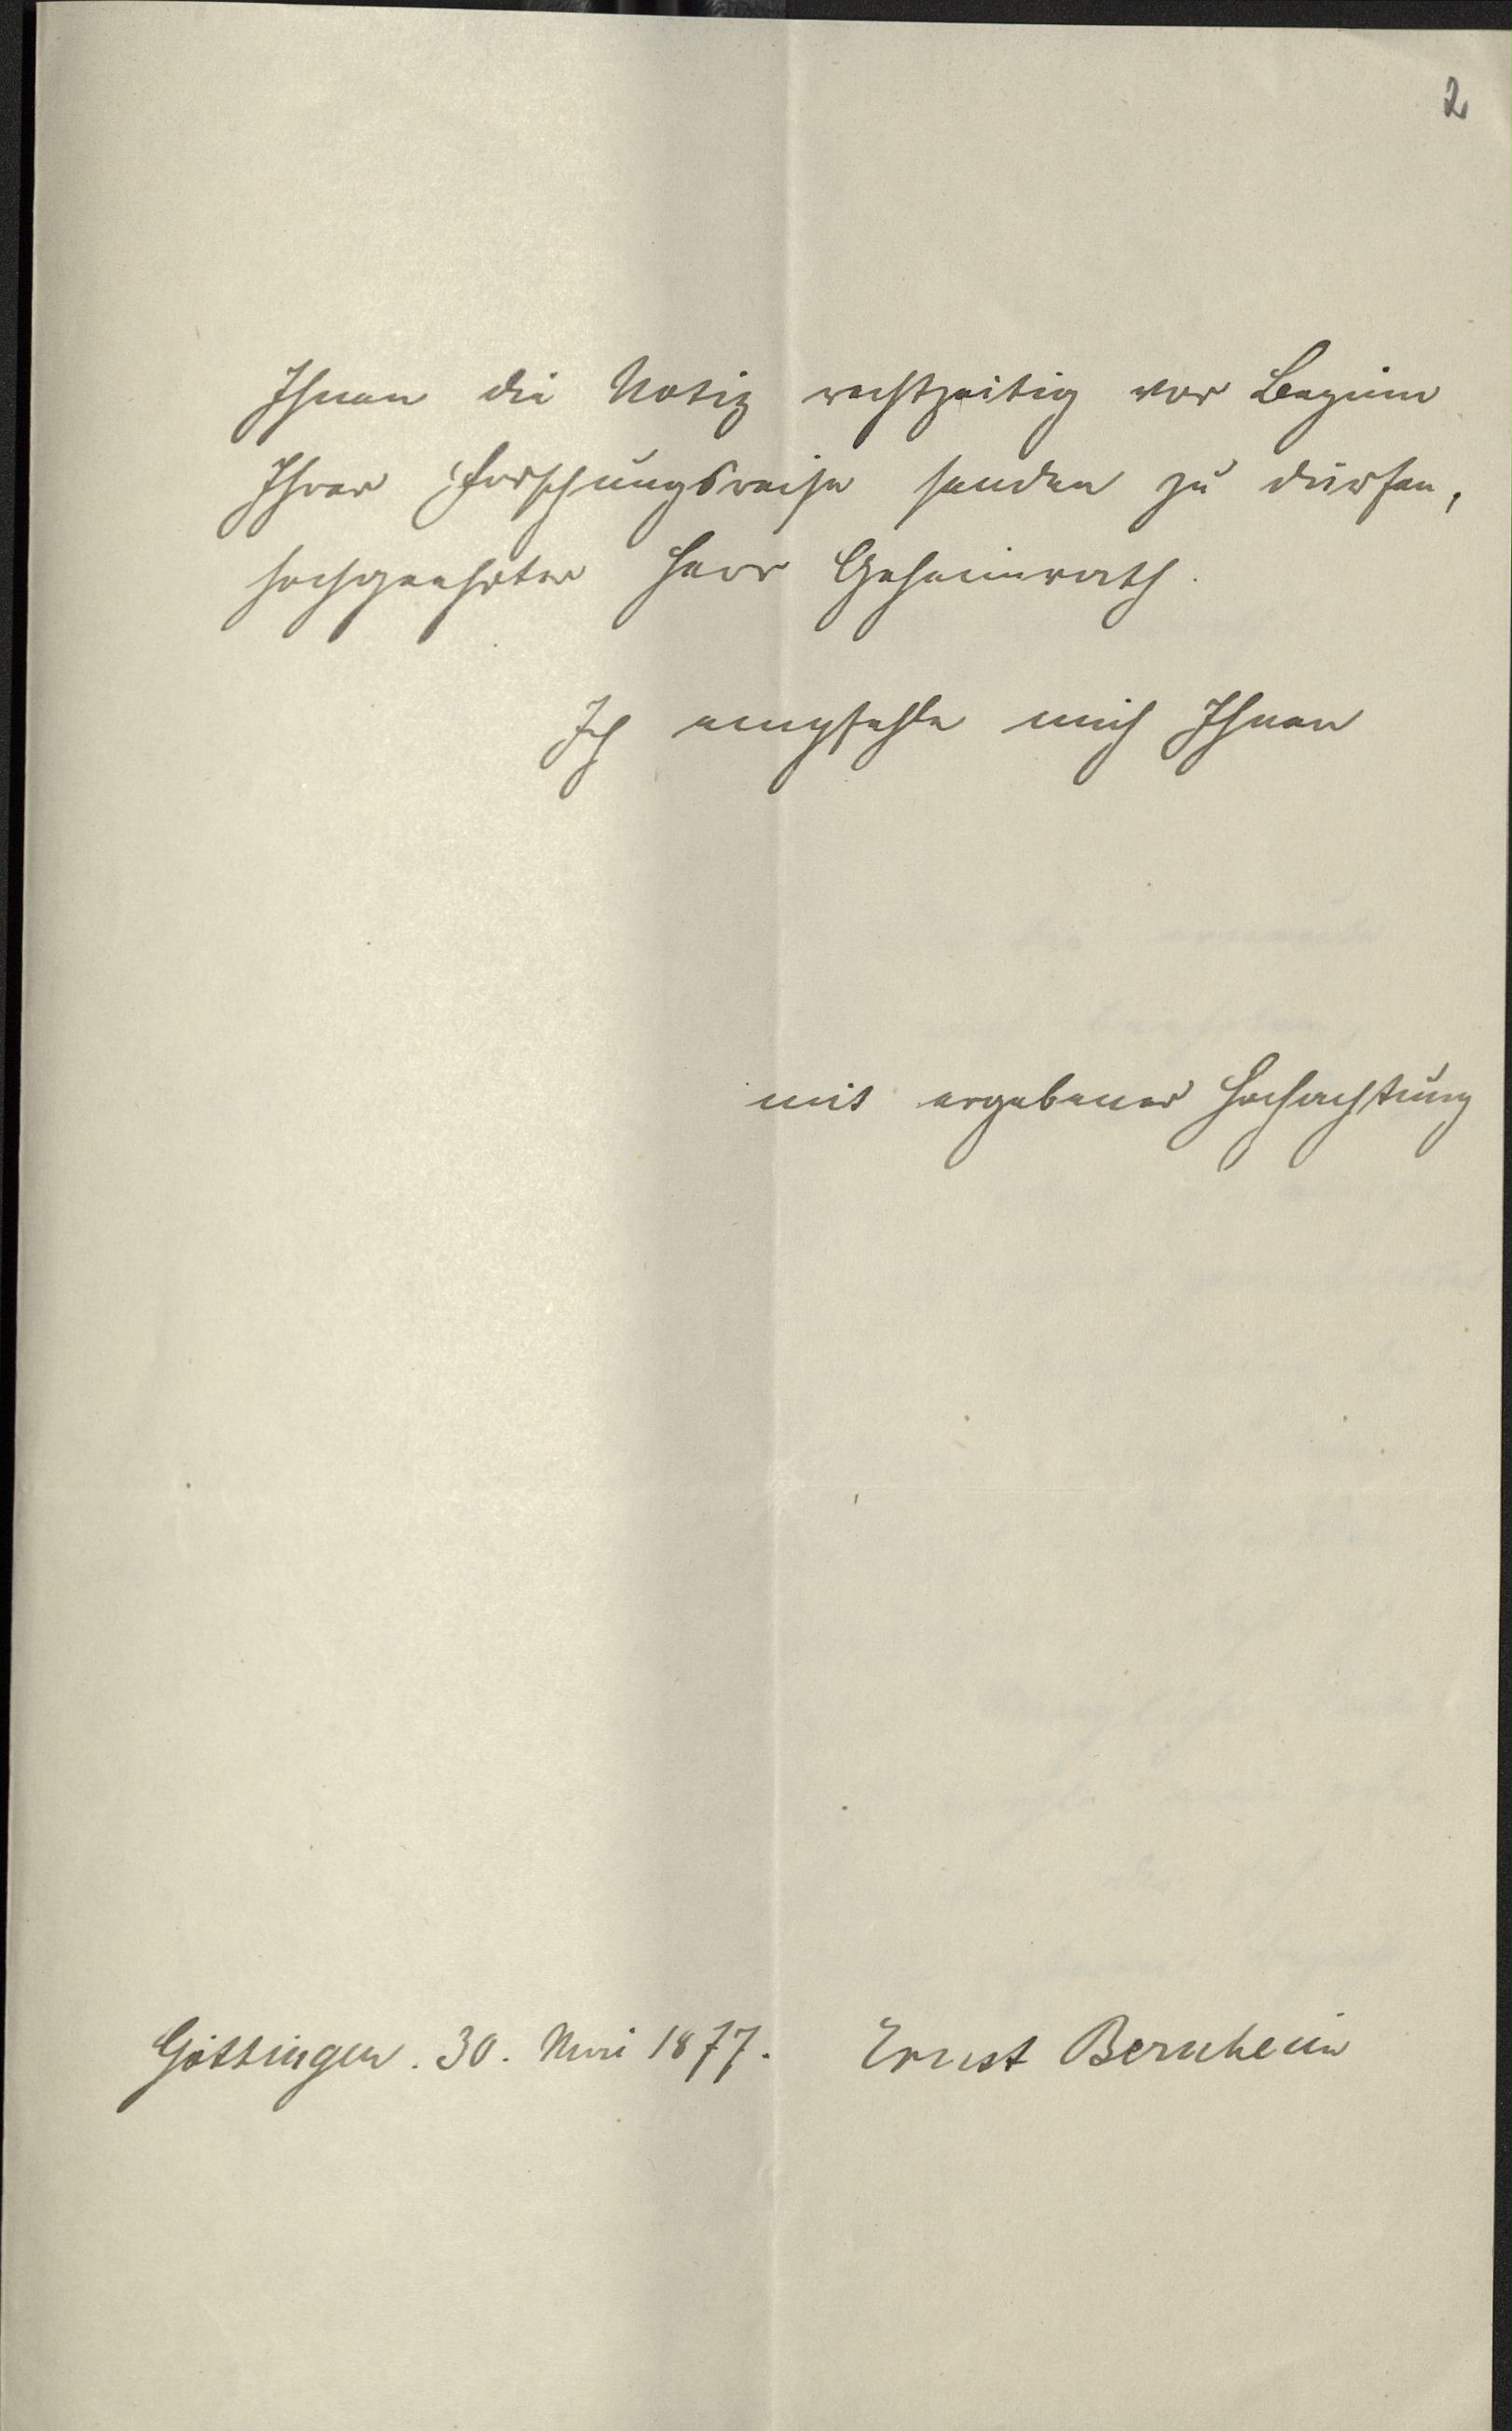 2
Ihnen die Notiz rechtzeitig vor Beginn
Ihrer Forschungsreise senden zu dürfen,
hochgeehrter Herr Geheimrath.
Ich empfehle mich Ihnen
mit ergebener Hochachtung
Göttingen. 30. Mai 1877. Ernst Bernheim